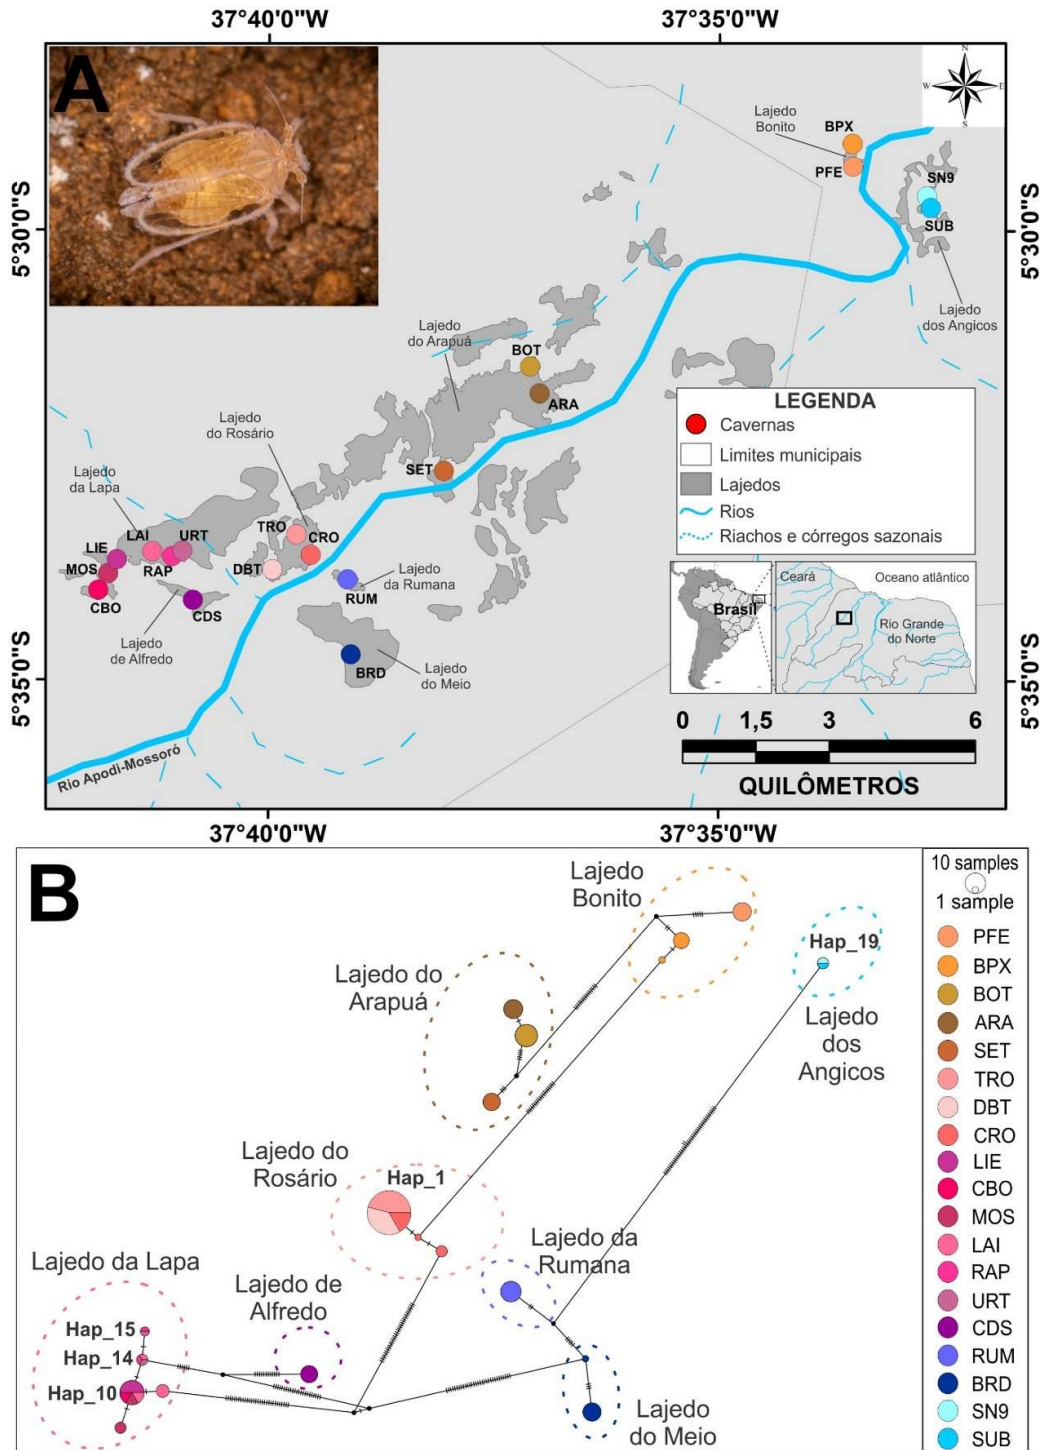 37°40'0"W
37°35'0"W
A
N
W
E
S
Lajedo
Bonito
BPX
PFE
SN9
SUB
5°30'0"S
5°30'0"S
Lajedo
dos Angicos
Lajedo
do Arapuá
BOT
ARA
LEGENDA
Cavernas
Limites municipais
Lajedos
Rios
Riachos e córregos sazonais
Lajedo
do Rosário
SET
Lajedo
da Lapa
TRO
CRO
LAI
URT
LIE
MOS
RAP
DBT
CBO
CDS
RUM
Lajedo
da Rumana
Lajedo
de Alfredo
BRD
Lajedo
do Meio
Ceará
Oceano atlântico
Brasil
Rio Grande
do Norte
5°35'0"S
5°35'0"S
0
1,5
3
6
QUILÔMETROS
Rio Apodi-Mossoró
37°40'0"W
37°35'0"W
B
Lajedo
Bonito
Hap_19
Lajedo
dos
Angicos
Lajedo do
Arapuá
Lajedo do
Rosário
Hap_1
Lajedo da
Rumana
Lajedo da Lapa
Lajedo de
Alfredo
Hap_15
Hap_14
Hap_10
Lajedo
do Meio
10 samples
1 sample
PFE
BPX
BOT
ARA
SET
TRO
DBT
CRO
LIE
CBO
MOS
LAI
RAP
URT
CDS
RUM
BRD
SN9
SUB